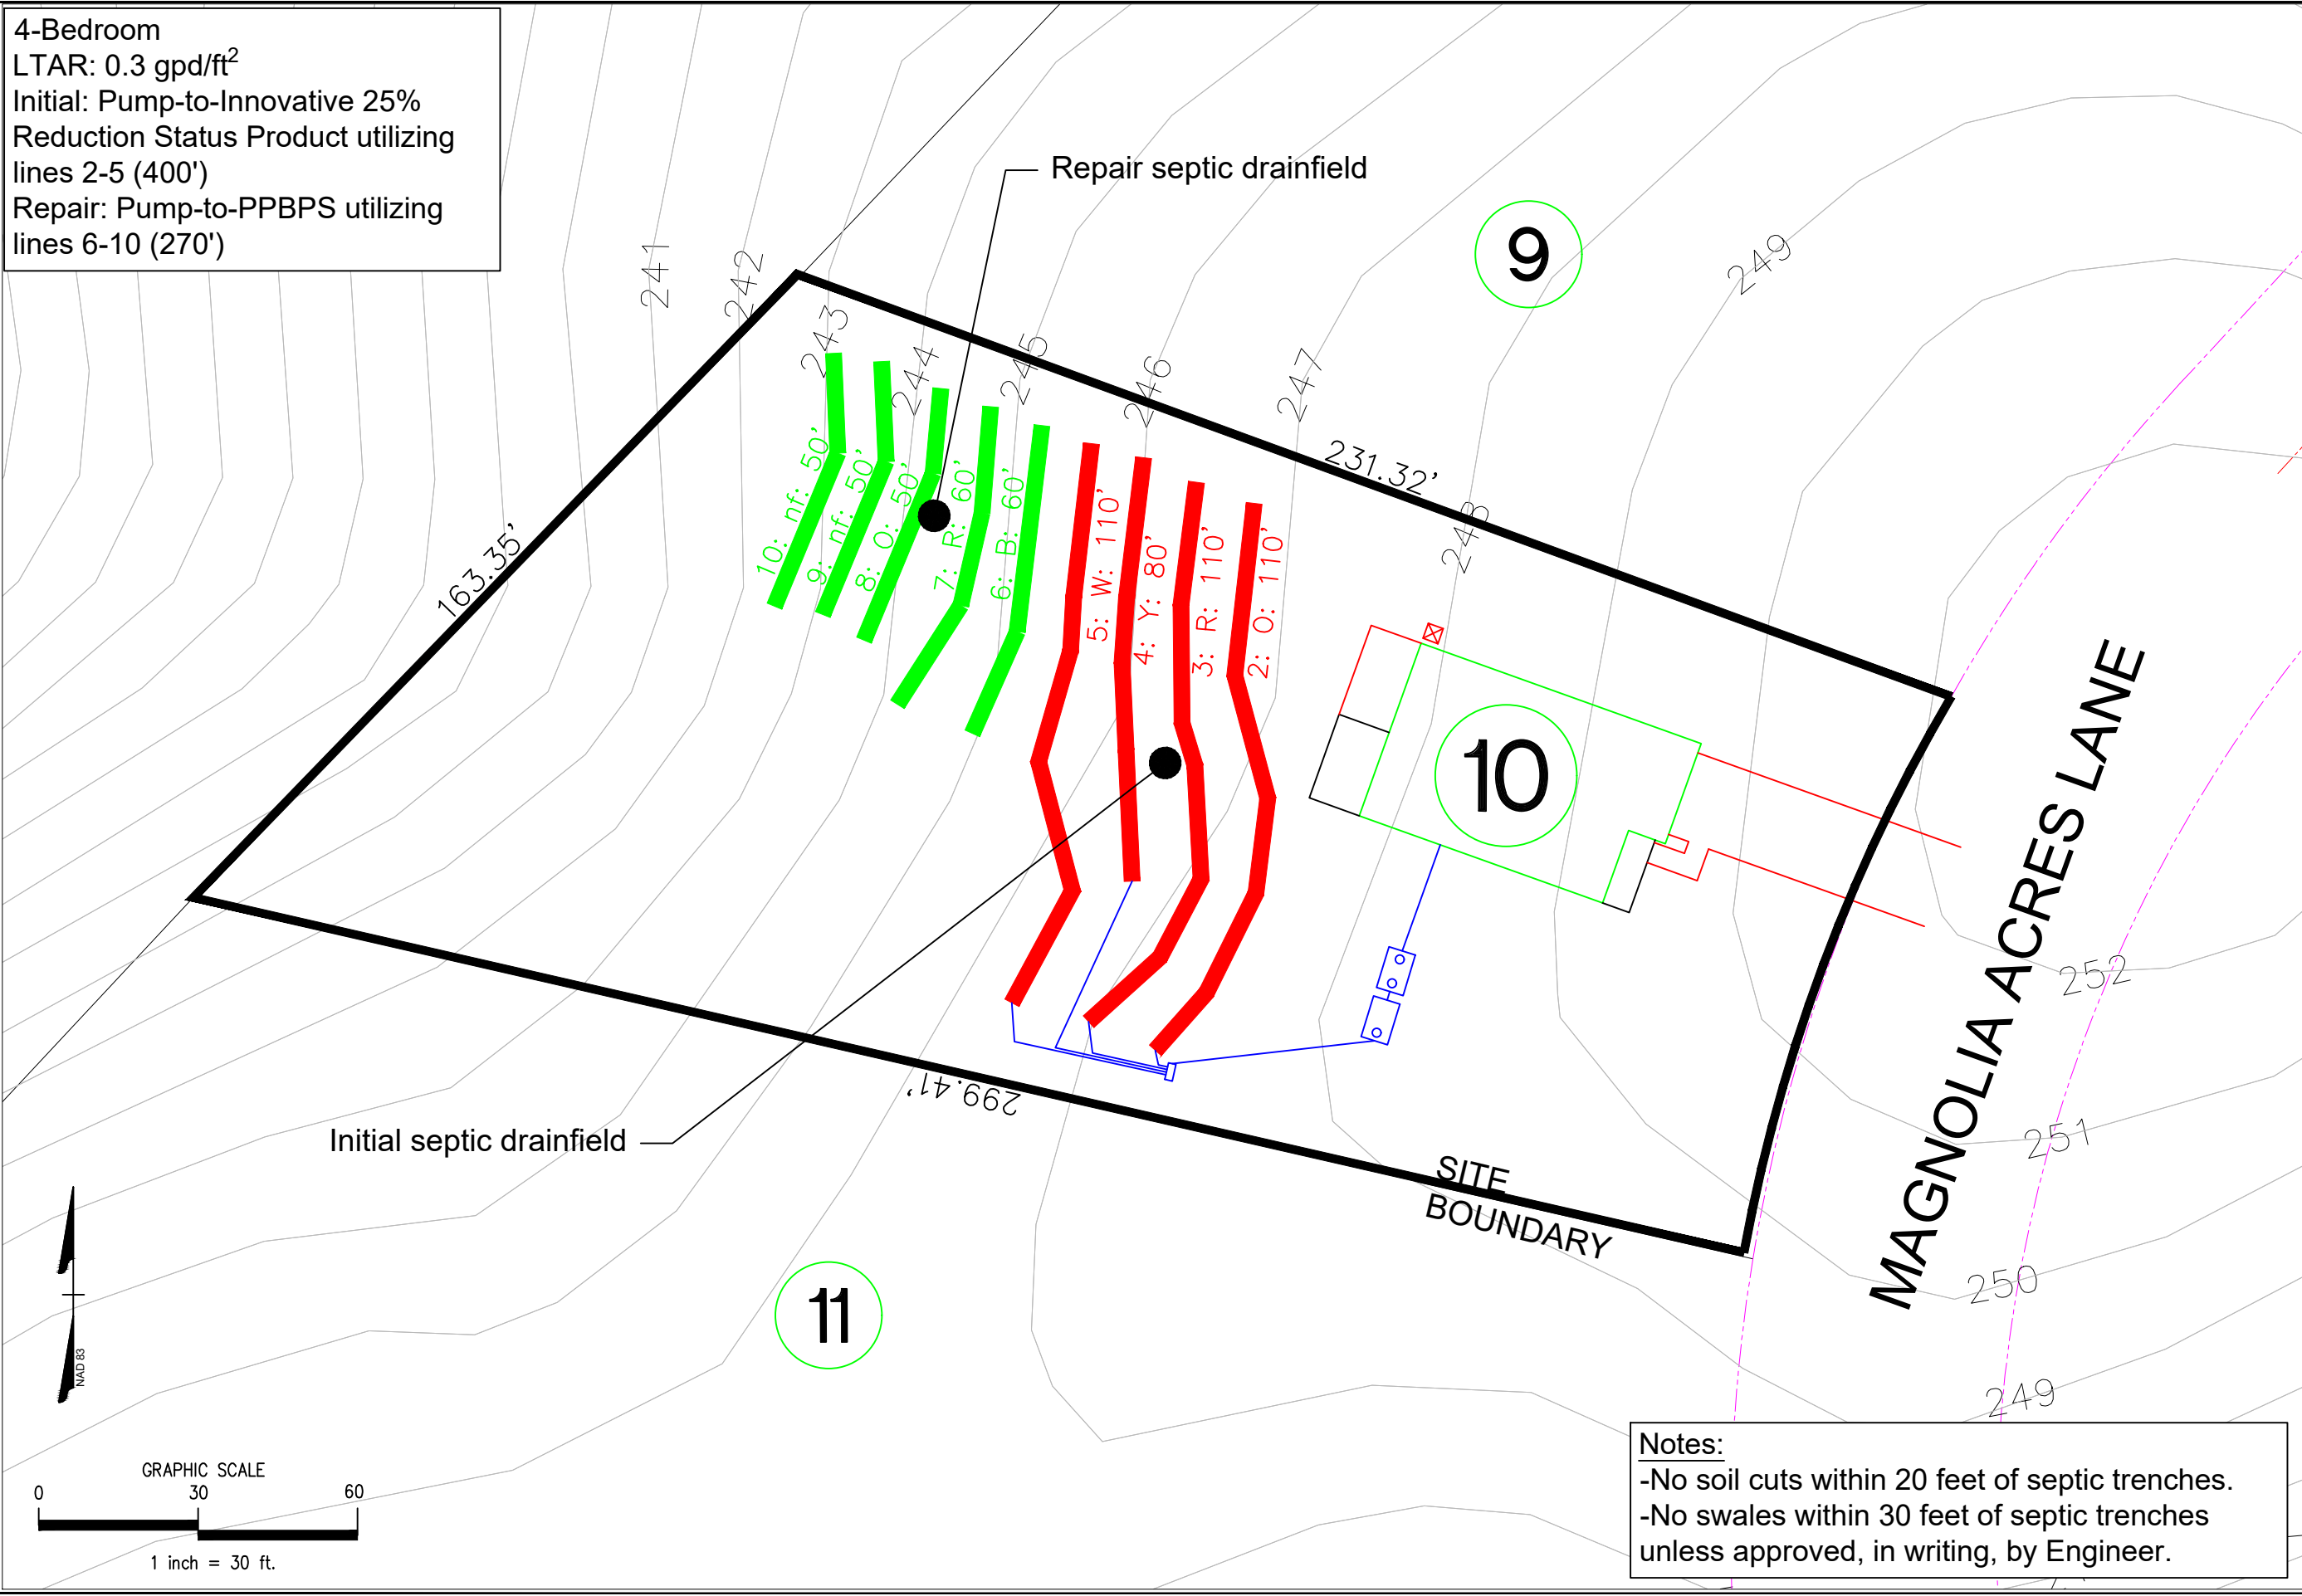 4-Bedroom
LTAR: 0.3 gpd/ft²
Initial: Pump-to-Innovative 25%
Reduction Status Product utilizing
lines 2-5 (400')
Repair: Pump-to-PPBPS utilizing
lines 6-10 (270')
Repair septic drainfield
9
241
242
243
244
245
246
247
248
249
231.32'
163.35'
10: nf: 50'
9: nf: 50'
8: O: 50'
7: R: 60'
6: B: 60'
5: W: 110'
4: Y: 80'
3: R: 110'
2: O: 110'
10
MAGNOLIA ACRES LANE
252
251
250
249
299.41'
Initial septic drainfield
SITE
BOUNDARY
11
NAD 83
GRAPHIC SCALE
0 30 60
1 inch = 30 ft.
Notes:
-No soil cuts within 20 feet of septic trenches.
-No swales within 30 feet of septic trenches
unless approved, in writing, by Engineer.